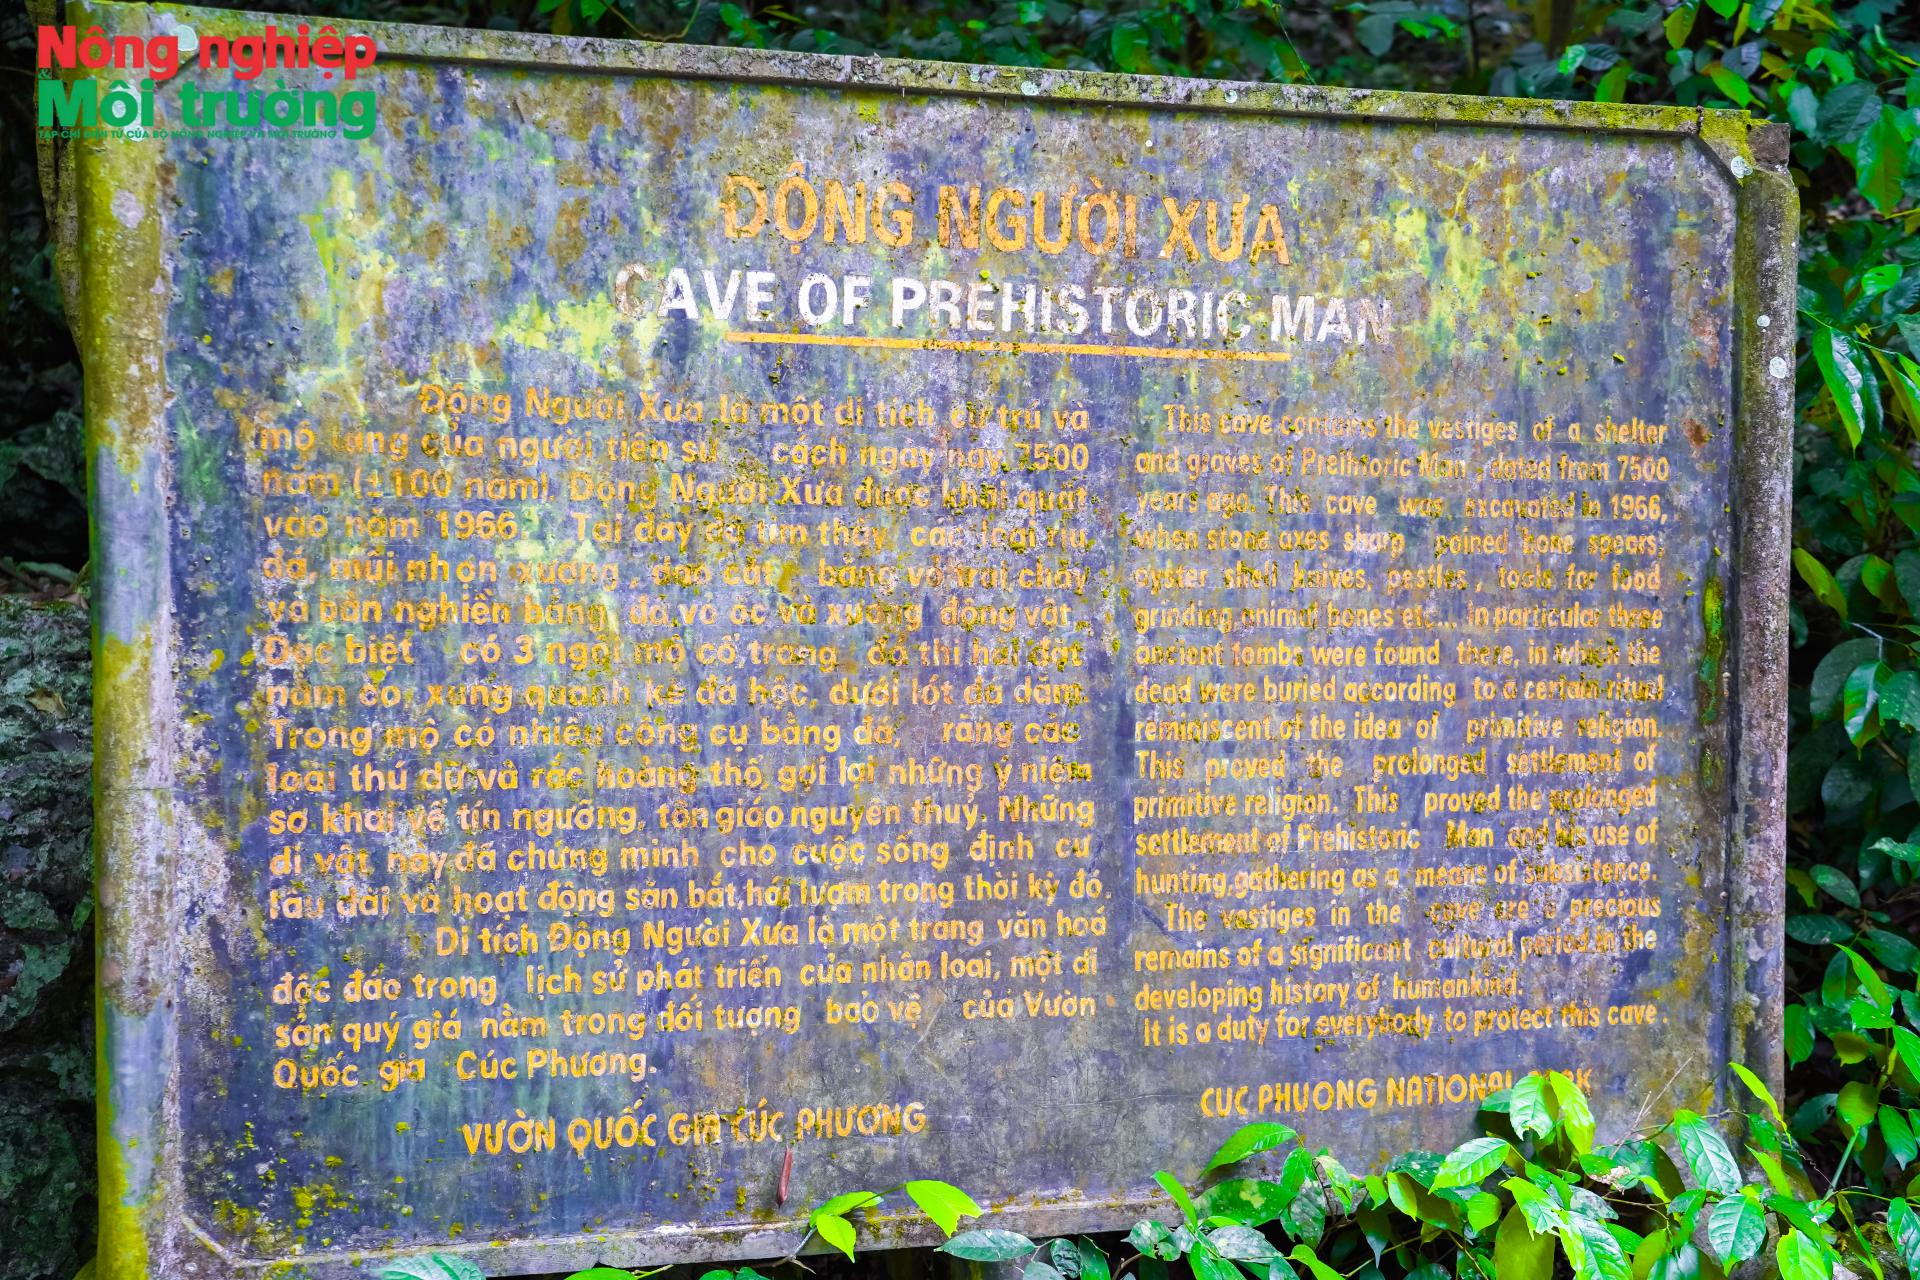 Nông nghiệp
& Môi trường
TẠP CHÍ ĐIỆN TỬ CỦA BỘ NÔNG NGHIỆP VÀ MÔI TRƯỜNG
ĐỘNG NGƯỜI XƯA
CAVE OF PREHISTORIC MAN
Động Người Xưa là một di tích cư trú và
mộ táng của người tiền sử cách ngày nay 7500
năm (±100 năm). Động Người Xưa được khai quật
vào năm 1966. Tại đây đã tìm thấy các loại rìu
đá, mũi nhọn xương, dao cắt bằng vỏ trai, chày
và bàn nghiền bằng đá, vỏ ốc và xương động vật
Đặc biệt có 3 ngôi mộ cổ, trong đó thi hài đặt
nằm co, xung quanh kè đá hộc, dưới lót đá dăm.
Trong mộ có nhiều công cụ bằng đá, răng các
loài thú dữ và rắc hoàng thổ gợi lại những ý niệm
sơ khai về tín ngưỡng, tôn giáo nguyên thuỷ. Những
di vật này đã chứng minh cho cuộc sống định cư
lâu dài và hoạt động săn bắt, hái lượm trong thời kỳ đó.
Di tích Động Người Xưa là một trang văn hoá
độc đáo trong lịch sử phát triển của nhân loại, một di
sản quý giá nằm trong đối tượng bảo vệ của Vườn
Quốc gia Cúc Phương.
VƯỜN QUỐC GIA CÚC PHƯƠNG
This cave contains the vestiges of a shelter
and graves of Preihtoric Man, dated from 7500
years ago. This cave was excavated in 1966,
when stone axes sharp poined bone spears,
oyster shell knives, pestles, tools for food
grinding, animal bones etc... in particular three
ancient tombs were found there, in which the
dead were buried according to a certain ritual
reminiscent of the idea of primitive religion.
This proved the prolonged settlement of
primitive religion. This proved the prolonged
settlement of Prehistoric Man and his use of
hunting, gathering as a means of subsistence.
The vestiges in the cave are a precious
remains of a significant cultural period in the
developing history of humankind.
It is a duty for everybody to protect this cave.
CUC PHUONG NATIONAL PARK